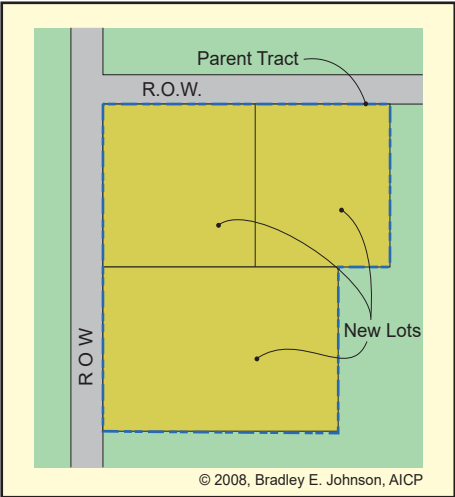 Parent Tract
R.O.W.
New Lots
R O W
© 2008, Bradley E. Johnson, AICP